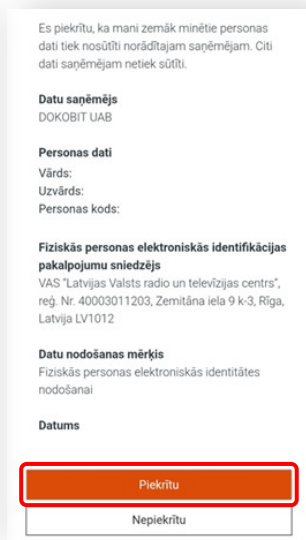 Es piekrītu, ka mani zemāk minētie personas
dati tiek nosūtīti norādītajam saņēmējam. Citi
dati saņēmējam netiek sūtīti.
Datu saņēmējs
DOKOBIT UAB
Personas dati
Vārds:
Uzvārds:
Personas kods:
Fiziskās personas elektroniskās identifikācijas
pakalpojumu sniedzējs
VAS "Latvijas Valsts radio un televīzijas centrs",
reģ. Nr. 40003011203, Zemitāna iela 9 k-3, Rīga,
Latvija LV1012
Datu nodošanas mērķis
Fiziskās personas elektroniskās identitātes
nodošanai
Datums
Piekrītu
Nepiekrītu